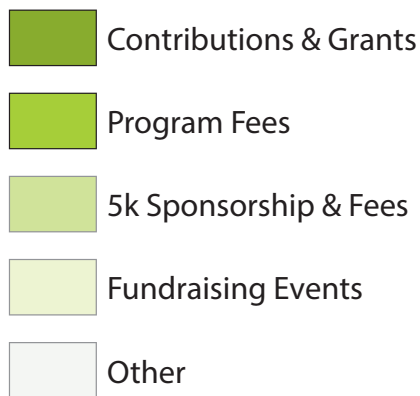 Contributions & Grants
Program Fees
5k Sponsorship & Fees
Fundraising Events
Other